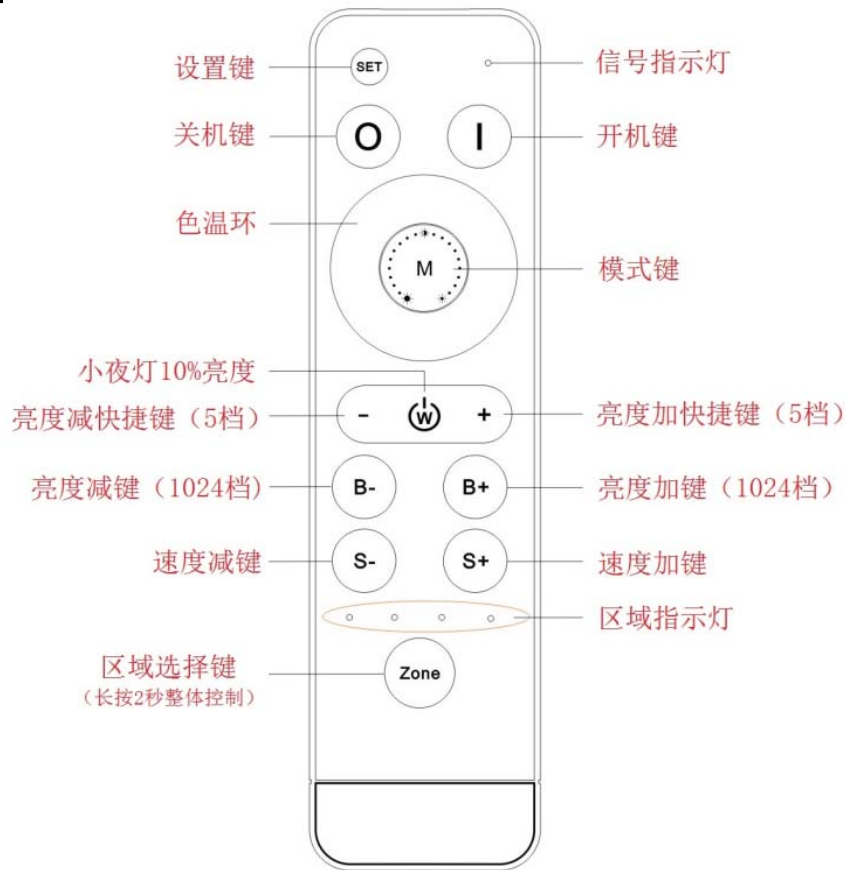 设置键
SET
信号指示灯
关机键
O
I
开机键
色温环
M
模式键
小夜灯10%亮度
亮度减快捷键（5档）
-
W
+
亮度加快捷键（5档）
亮度减键（1024档）
B-
B+
亮度加键（1024档）
速度减键
S-
S+
速度加键
区域指示灯
区域选择键
（长按2秒整体控制）
Zone